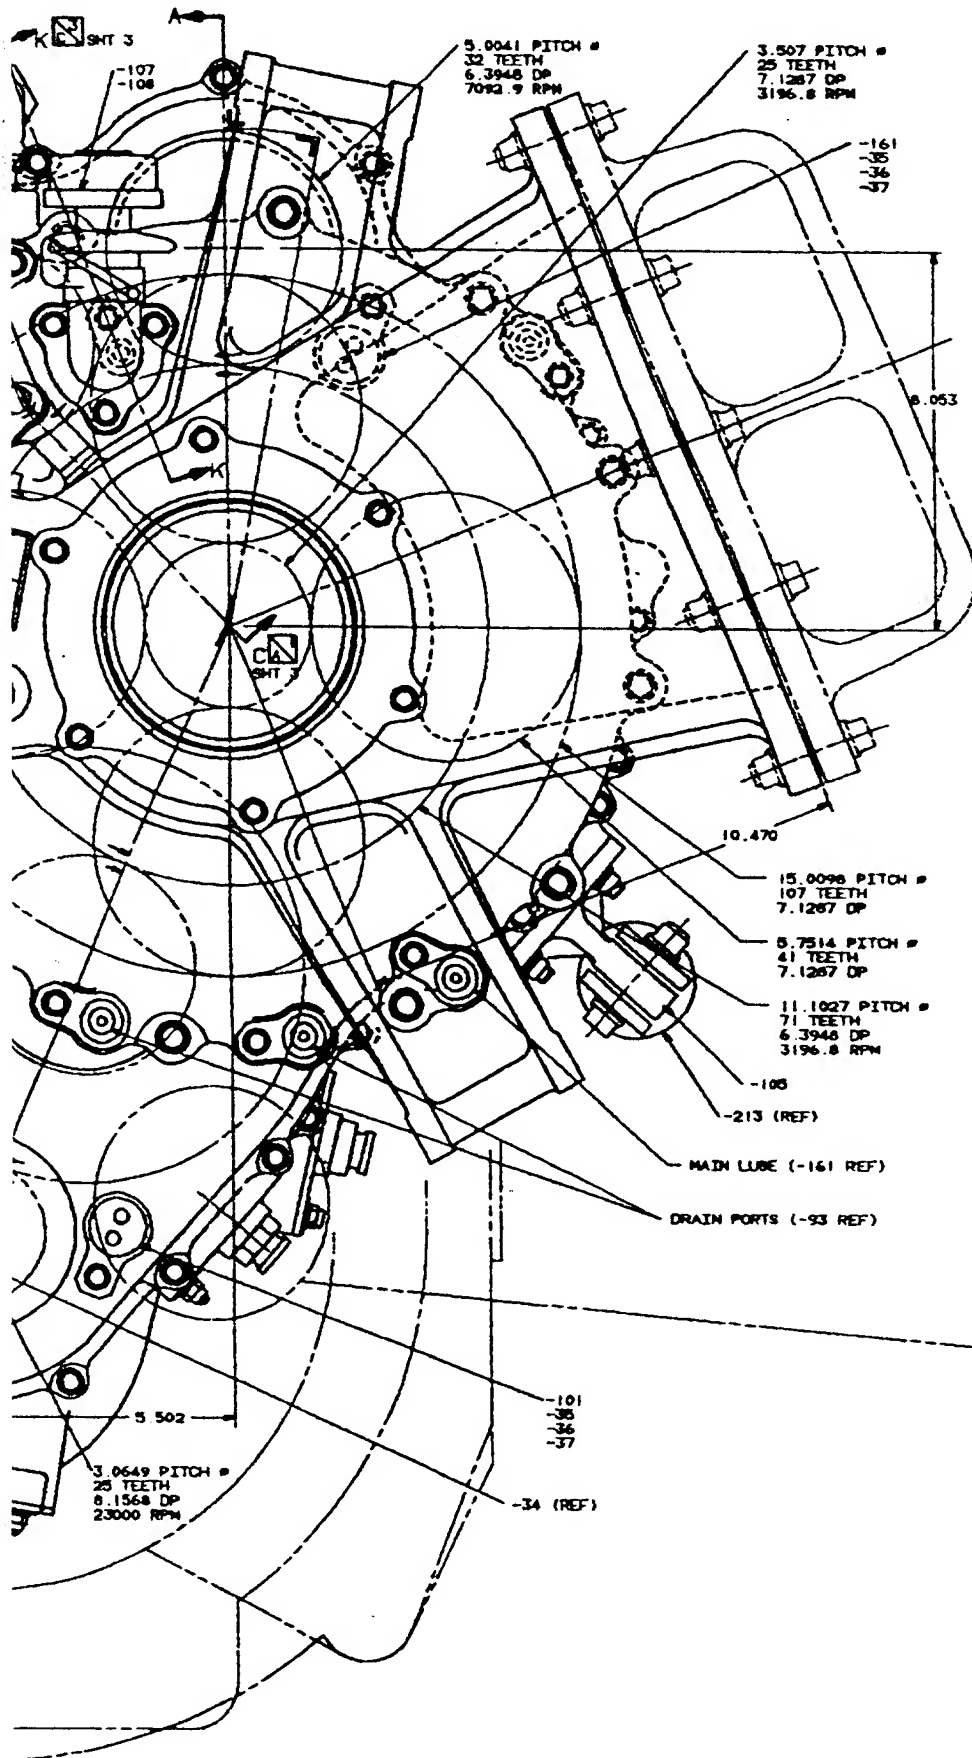 A
K
SHT 3
-107
-108
5.0041 PITCH ø
32 TEETH
6.3948 DP
7092.9 RPM
3.507 PITCH ø
25 TEETH
7.1287 DP
3196.8 RPM
-161
-35
-36
-37
8.053
K
C
SHT 3
10.470
15.0098 PITCH ø
107 TEETH
7.1287 DP
5.7514 PITCH ø
41 TEETH
7.1287 DP
11.1027 PITCH ø
71 TEETH
6.3948 DP
3196.8 RPM
-105
-213 (REF)
MAIN LUBE (-161 REF)
DRAIN PORTS (-93 REF)
5.502
-101
-35
-36
-37
3.0649 PITCH ø
25 TEETH
8.1568 DP
23000 RPM
-34 (REF)